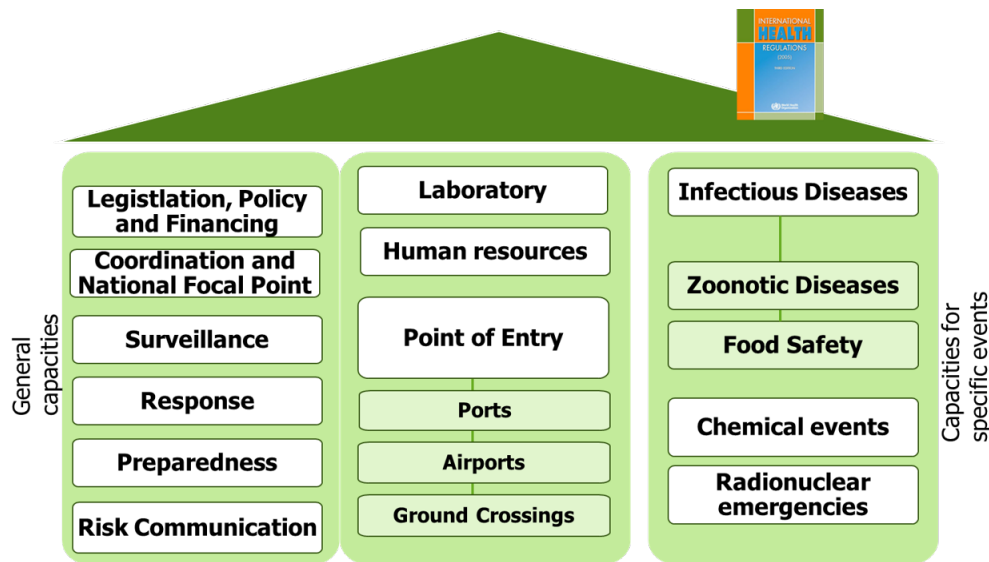 INTERNATIONAL
HEALTH
REGULATIONS
(2005)
General
capacities
Legistlation, Policy
and Financing
Coordination and
National Focal Point
Surveillance
Response
Preparedness
Risk Communication
Laboratory
Human resources
Point of Entry
Ports
Airports
Ground Crossings
Infectious Diseases
Zoonotic Diseases
Food Safety
Chemical events
Radionuclear
emergencies
Capacities for
specific events